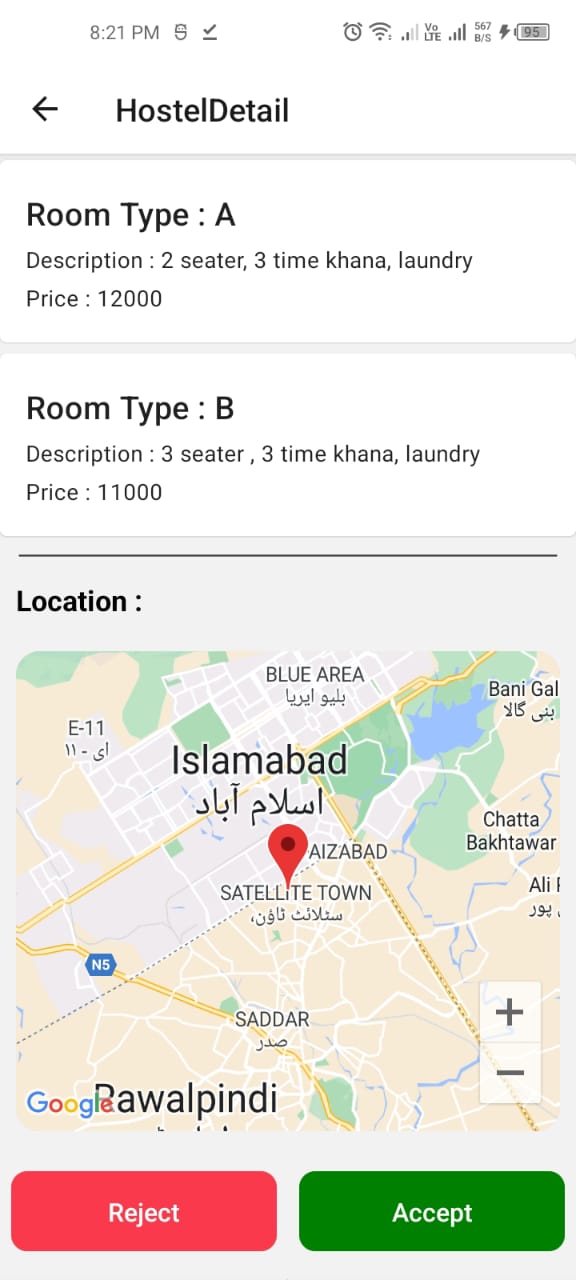 8:21 PM
Vo
LTE
567
B/S
95
HostelDetail
Room Type : A
Description : 2 seater, 3 time khana, laundry
Price : 12000
Room Type : B
Description : 3 seater , 3 time khana, laundry
Price : 11000
Location :
BLUE AREA
بلیو ایریا
Bani Gal
بنی گالا
E-11
ای - ۱۱
Islamabad
اسلام آباد
Chatta
Bakhtawar
AIZABAD
SATELLITE TOWN
سٹلائٹ ٹاؤن،
Ali
پور
N5
SADDAR
صدر
Rawalpindi
Google
+
−
Reject
Accept